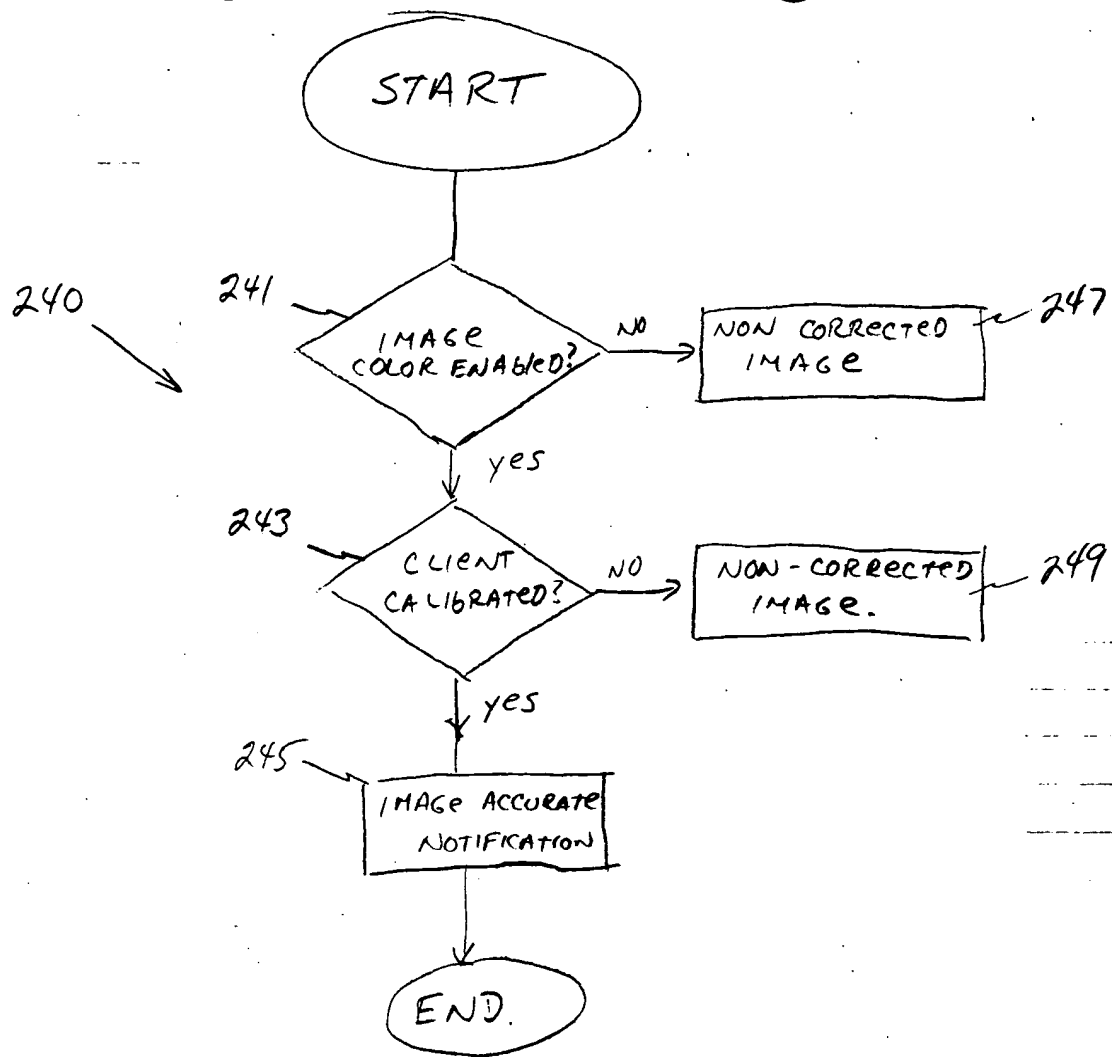 START
240
241
IMAGE
COLOR ENABLED?
NO
NON CORRECTED
IMAGE
247
yes
243
CLIENT
CALIBRATED?
NO
NON-CORRECTED
IMAGE.
249
yes
245
IMAGE ACCURATE
NOTIFICATION
END.